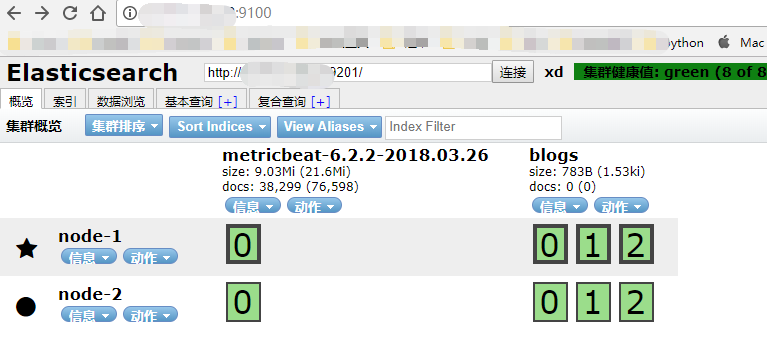 :9100
python Mac
Elasticsearch http:// 9201/ 连接 xd 集群健康值: green (8 of 8
概览 索引 数据浏览 基本查询 [+] 复合查询 [+]
集群概览 集群排序 Sort Indices View Aliases Index Filter
metricbeat-6.2.2-2018.03.26 blogs
size: 9.03Mi (21.6Mi) size: 783B (1.53ki)
docs: 38,299 (76,598) docs: 0 (0)
信息 动作 信息 动作
node-1 0 0 1 2
信息 动作
node-2 0 0 1 2
信息 动作